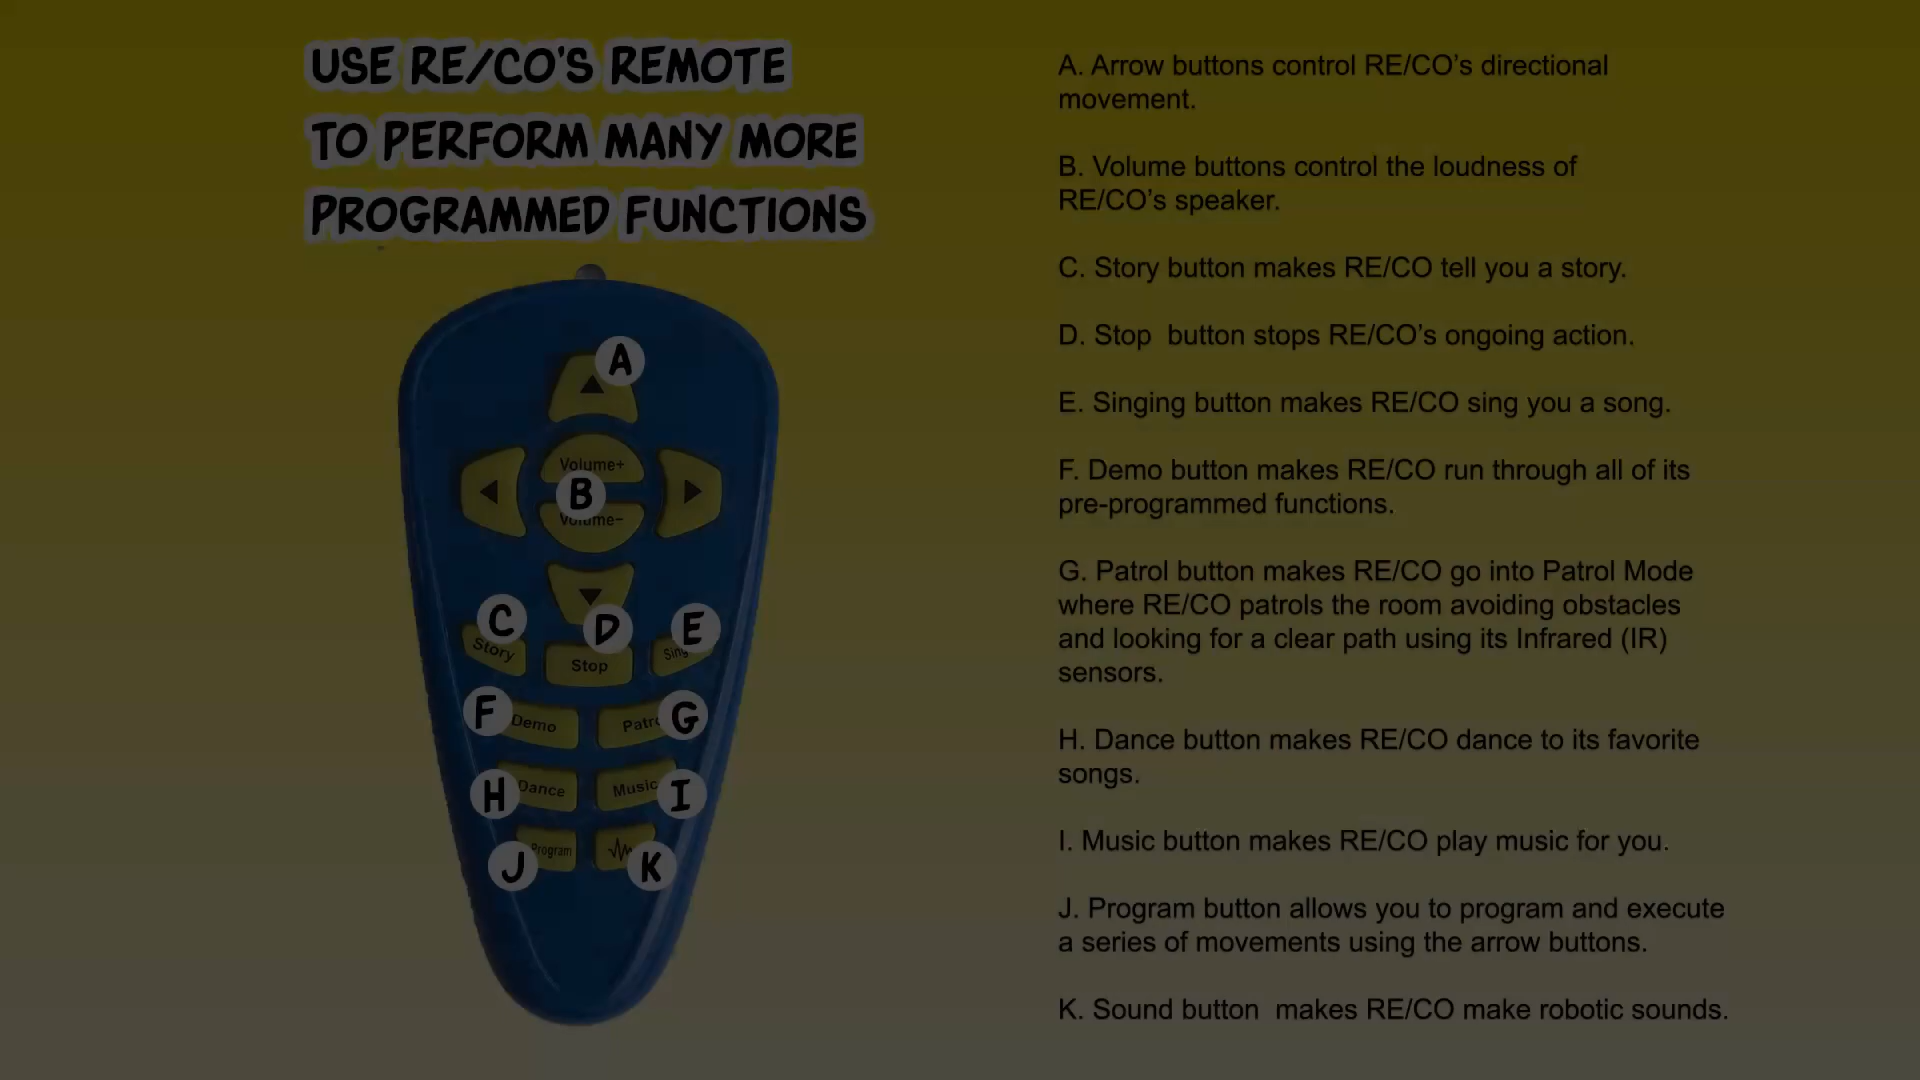 USE RE/CO'S REMOTE
TO PERFORM MANY MORE
PROGRAMMED FUNCTIONS
A
Volume+
B
Volume−
C
D
E
Story
Stop
Sing
F
Demo
Patro
G
H
Dance
Music
I
J
Program
K
A. Arrow buttons control RE/CO’s directional
movement.
B. Volume buttons control the loudness of
RE/CO’s speaker.
C. Story button makes RE/CO tell you a story.
D. Stop  button stops RE/CO’s ongoing action.
E. Singing button makes RE/CO sing you a song.
F. Demo button makes RE/CO run through all of its
pre-programmed functions.
G. Patrol button makes RE/CO go into Patrol Mode
where RE/CO patrols the room avoiding obstacles
and looking for a clear path using its Infrared (IR)
sensors.
H. Dance button makes RE/CO dance to its favorite
songs.
I. Music button makes RE/CO play music for you.
J. Program button allows you to program and execute
a series of movements using the arrow buttons.
K. Sound button  makes RE/CO make robotic sounds.